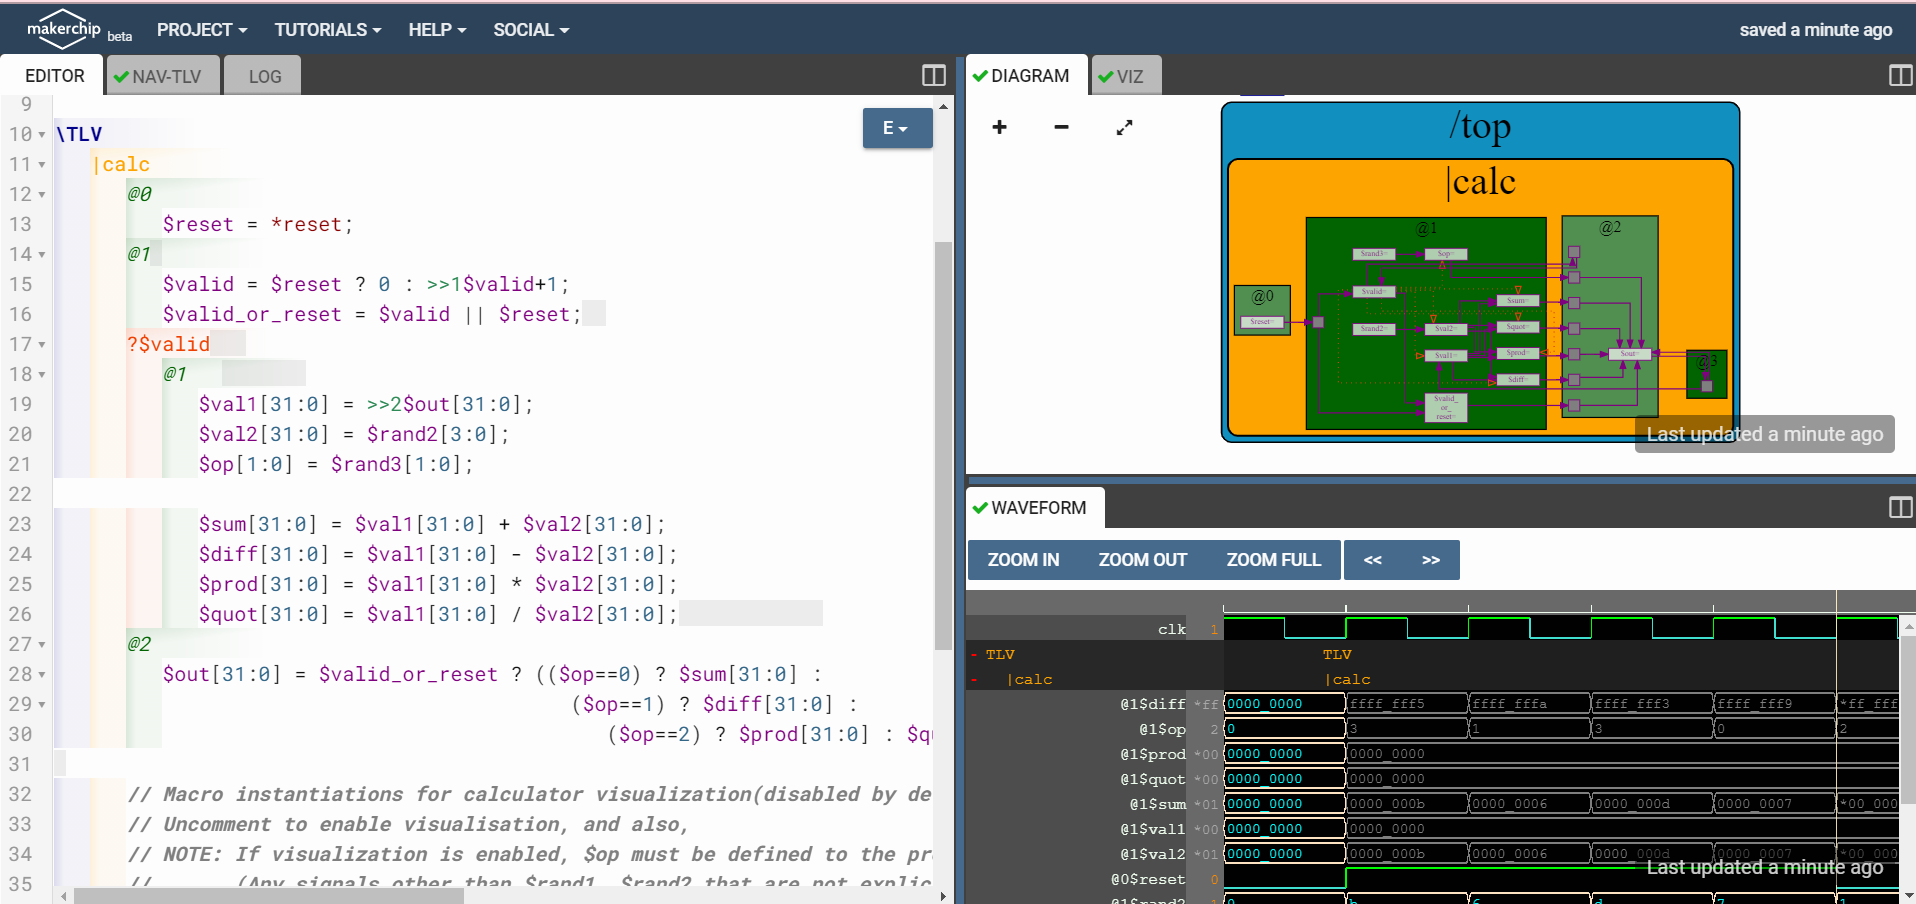 makerchip beta PROJECT TUTORIALS HELP SOCIAL saved a minute ago
EDITOR NAV-TLV LOG
9
10 \TLV
11 |calc
12 @0
13 $reset = *reset;
14 @1
15 $valid = $reset ? 0 : >>1$valid+1;
16 $valid_or_reset = $valid || $reset;
17 ?$valid
18 @1
19 $val1[31:0] = >>2$out[31:0];
20 $val2[31:0] = $rand2[3:0];
21 $op[1:0] = $rand3[1:0];
22
23 $sum[31:0] = $val1[31:0] + $val2[31:0];
24 $diff[31:0] = $val1[31:0] - $val2[31:0];
25 $prod[31:0] = $val1[31:0] * $val2[31:0];
26 $quot[31:0] = $val1[31:0] / $val2[31:0];
27 @2
28 $out[31:0] = $valid_or_reset ? (($op==0) ? $sum[31:0] :
29 ($op==1) ? $diff[31:0] :
30 ($op==2) ? $prod[31:0] : $qu
31
32 // Macro instantiations for calculator visualization(disabled by de
33 // Uncomment to enable visualisation, and also,
34 // NOTE: If visualization is enabled, $op must be defined to the pr
35 // (Any signals other than $rand1, $rand2 that are not explic
E
DIAGRAM VIZ
/top
|calc
@0
$reset
@1
$rand3 $op
$valid
$sum
$rand2 $val2 $quot
$val1 $prod
$diff
$valid_
or_
reset
@2
$out
@3
Last updated a minute ago
WAVEFORM
ZOOM IN ZOOM OUT ZOOM FULL << >>
clk 1
- TLV TLV
- |calc |calc
@1$diff *ff 0000_0000 ffff_fff5 ffff_fffa ffff_fff3 ffff_fff9 *ff_fff
@1$op 2 0 3 1 3 0 2
@1$prod *00 0000_0000 0000_0000
@1$quot *00 0000_0000 0000_0000
@1$sum *01 0000_0000 0000_000b 0000_0006 0000_000d 0000_0007 *00_000
@1$val1 *00 0000_0000 0000_0000
@1$val2 *01 0000_0000 0000_000b 0000_0006 0000_000d 0000_0007 *00_000
@0$reset 0
Last updated a minute ago
@1$rand2 1 0 b 6 d 7 1